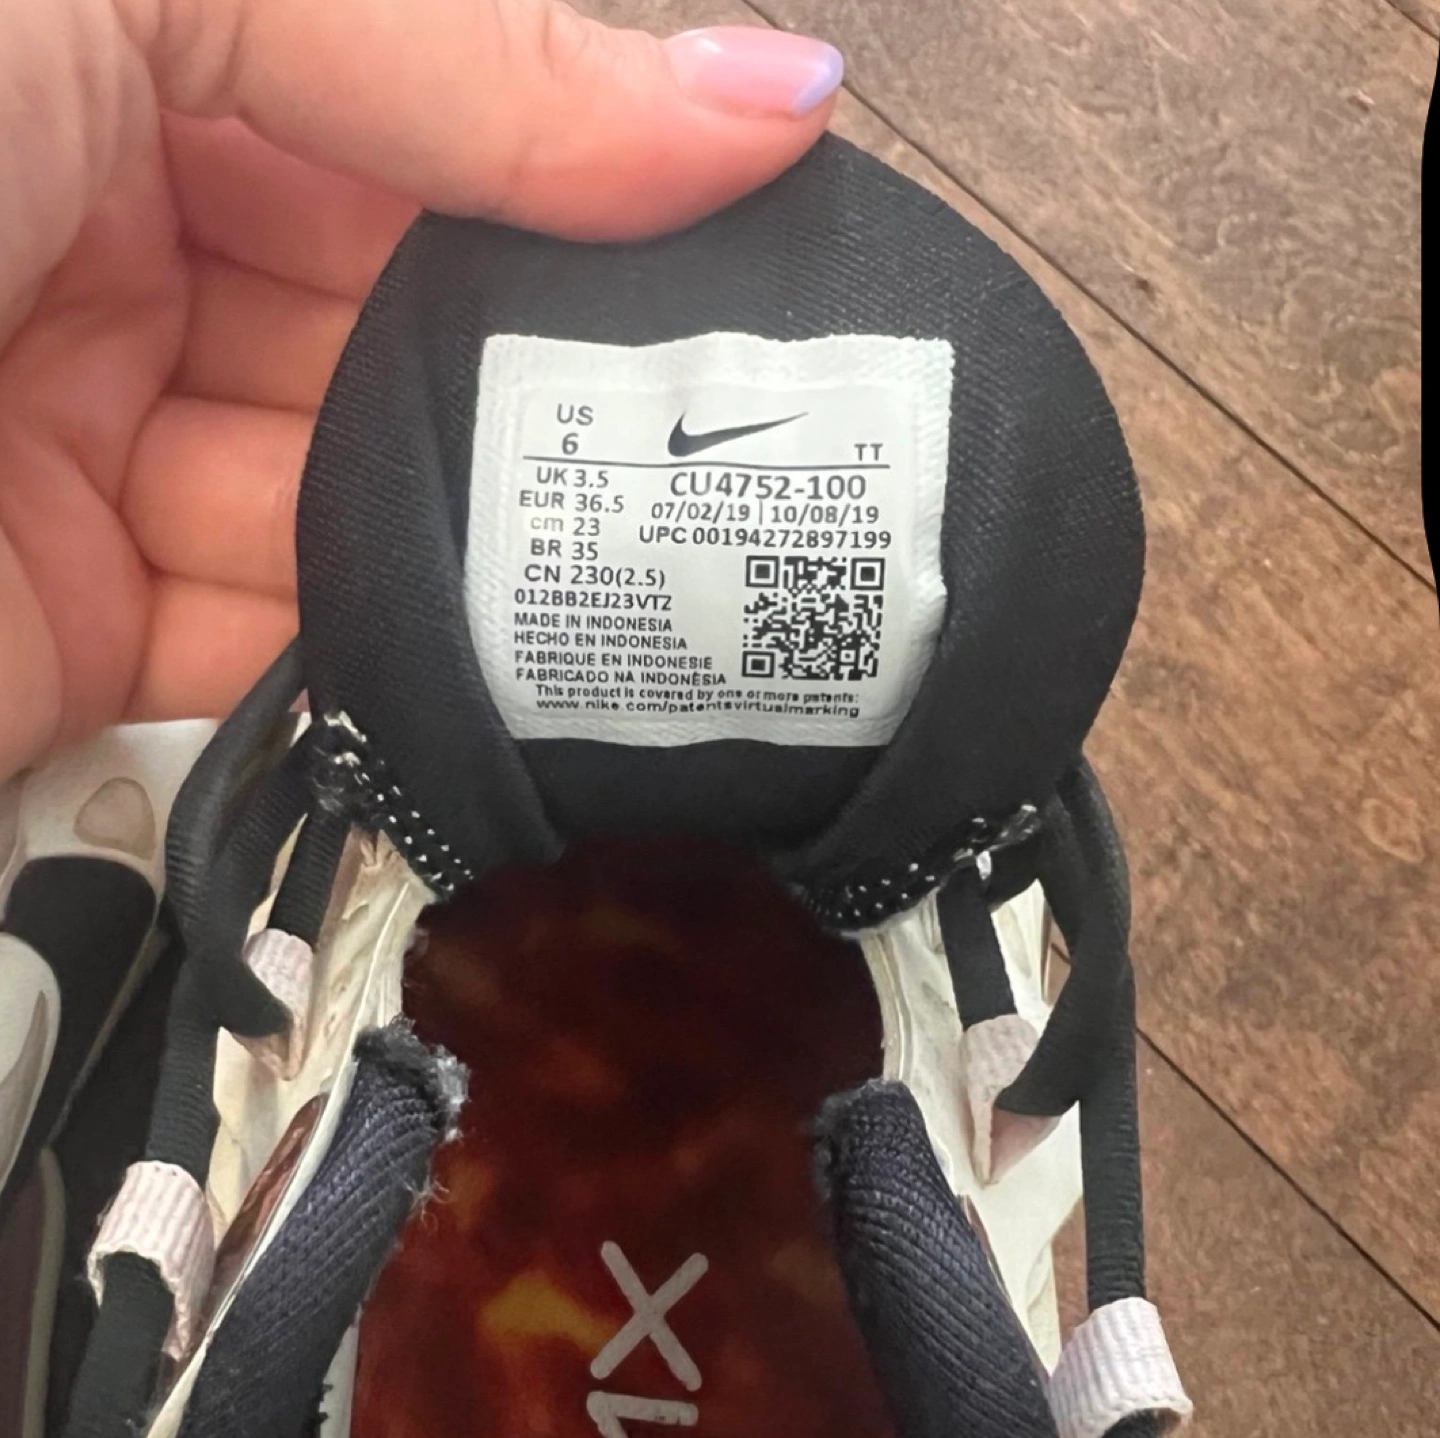 US
6
TT
UK 3.5
CU4752-100
EUR 36.5
07/02/19 | 10/08/19
cm 23
UPC 00194272897199
BR 35
CN 230(2.5)
012BB2EJ23VTZ
MADE IN INDONESIA
HECHO EN INDONESIA
FABRIQUE EN INDONESIE
FABRICADO NA INDONÊSIA
This product is covered by one or more patents:
www.nike.com/patentsvirtualmarking
X